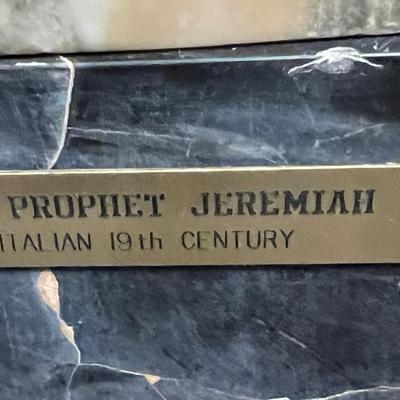 PROPHET JEREMIAH
ITALIAN 19th CENTURY